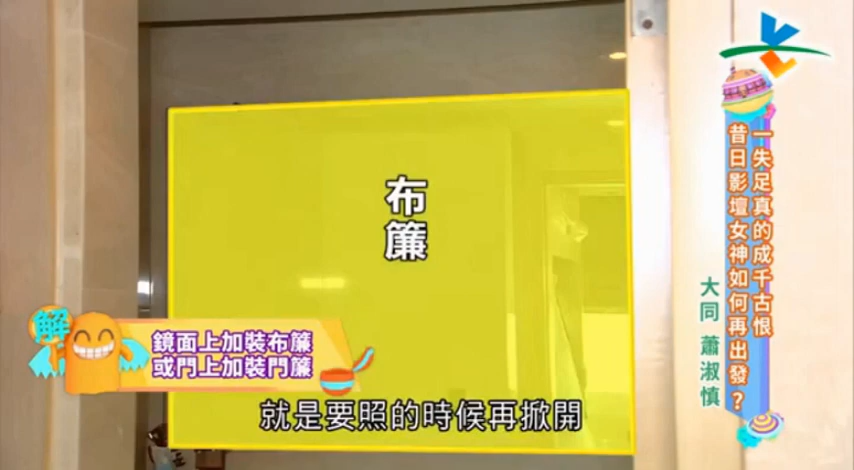 布
簾
一失足真的成千古恨
昔日影壇女神如何再出發？
大同 蕭淑慎
解
鏡面上加裝布簾
或門上加裝門簾
就是要照的時候再掀開